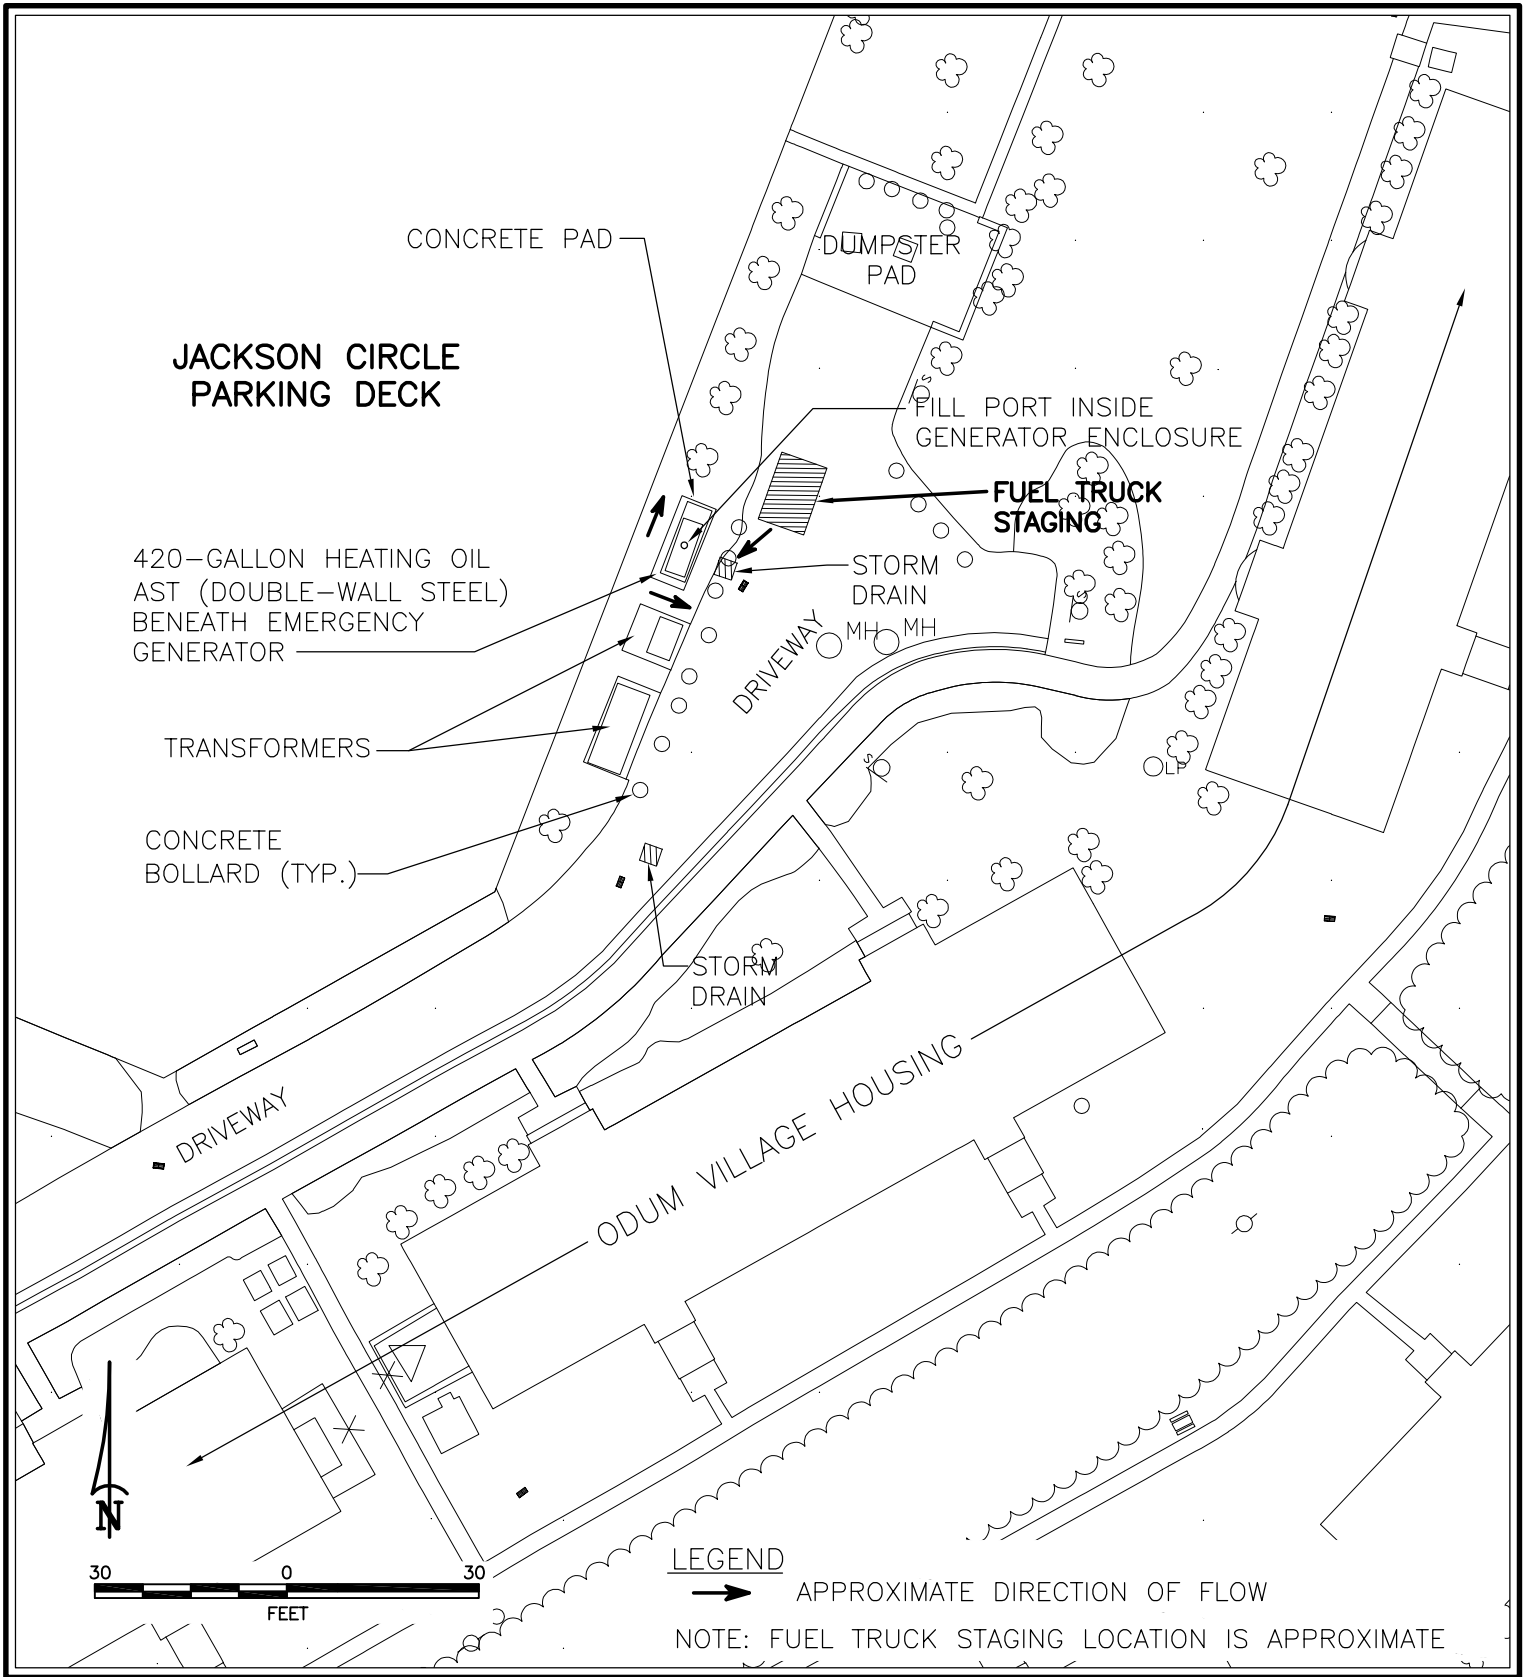 CONCRETE PAD
DUMPSTER
PAD
JACKSON CIRCLE
PARKING DECK
SS
FILL PORT INSIDE
GENERATOR ENCLOSURE
FUEL TRUCK
STAGING
420-GALLON HEATING OIL
AST (DOUBLE-WALL STEEL)
BENEATH EMERGENCY
GENERATOR
STORM
DRAIN
SS
MH
MH
DRIVEWAY
TRANSFORMERS
LP
CONCRETE
BOLLARD (TYP.)
STORM
DRAIN
ODUM VILLAGE HOUSING
DRIVEWAY
N
30 0 30
FEET
LEGEND
APPROXIMATE DIRECTION OF FLOW
NOTE: FUEL TRUCK STAGING LOCATION IS APPROXIMATE